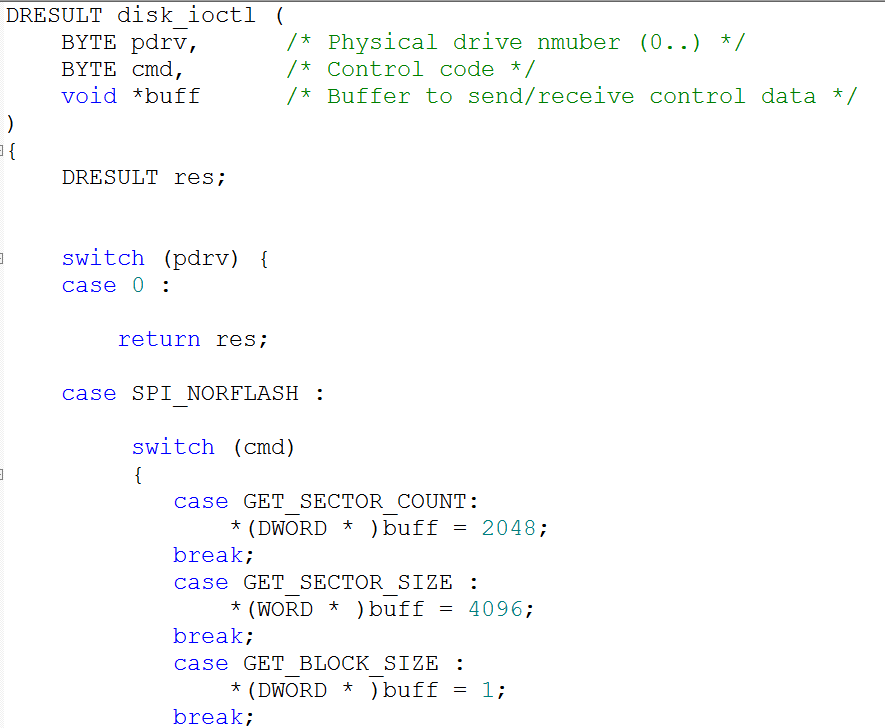 DRESULT disk_ioctl (
    BYTE pdrv,      /* Physical drive nmuber (0..) */
    BYTE cmd,       /* Control code */
    void *buff      /* Buffer to send/receive control data */
)
{
    DRESULT res;
    switch (pdrv) {
    case 0 :
        return res;
    case SPI_NORFLASH :
         switch (cmd)
         {
            case GET_SECTOR_COUNT:
                *(DWORD * )buff = 2048;
            break;
            case GET_SECTOR_SIZE :
                *(WORD * )buff = 4096;
            break;
            case GET_BLOCK_SIZE :
                *(DWORD * )buff = 1;
            break;